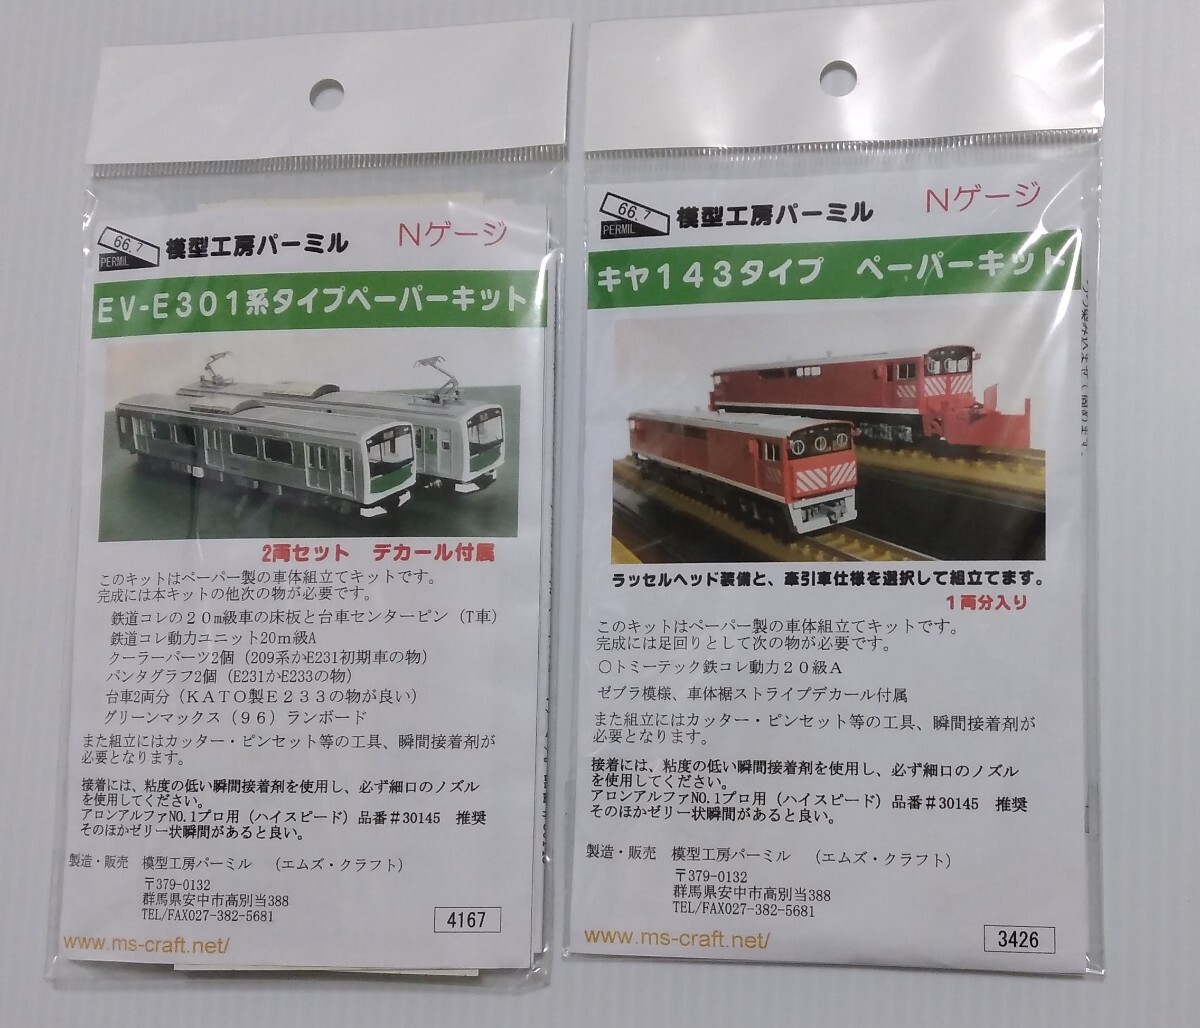 66.7
PERMIL
模型工房パーミル
Nゲージ
EV-E301系タイプペーパーキット
2両セット　デカール付属
このキットはペーパー製の車体組立てキットです。
完成には本キットの他次の物が必要です。
鉄道コレの２０m級車の床板と台車センターピン（T車）
鉄道コレ動力ユニット20m級A
クーラーパーツ2個（209系かE231初期車の物）
パンタグラフ2個（E231かE233の物）
台車2両分（ＫＡＴＯ製Ｅ２３３の物が良い）
グリーンマックス（９６）ランボード
また組立にはカッター・ピンセット等の工具、瞬間接着剤が
必要となります。
接着には、粘度の低い瞬間接着剤を使用し、必ず細口のノズル
を使用してください。
アロンアルファNO.1プロ用（ハイスピード）品番＃30145　推奨
そのほかゼリー状瞬間があると良い。
製造・販売　模型工房パーミル　（エムズ・クラフト）
〒379-0132
群馬県安中市高別当388
TEL/FAX027-382-5681
4167
www.ms-craft.net/
66.7
PERMIL
模型工房パーミル
Nゲージ
キヤ１４３タイプ　ペーパーキット
ラッセルヘッド装備と、牽引車仕様を選択して組立てます。
１両分入り
このキットはペーパー製の車体組立てキットです。
完成には足回りとして次の物が必要です。
○トミーテック鉄コレ動力２０級Ａ
ゼブラ模様、車体裾ストライプデカール付属
また組立にはカッター・ピンセット等の工具、瞬間接着剤が
必要となります。
接着には、粘度の低い瞬間接着剤を使用し、必ず細口のノズル
を使用してください。
アロンアルファNO.1プロ用（ハイスピード）品番＃30145　推奨
そのほかゼリー状瞬間があると良い。
製造・販売　模型工房パーミル　（エムズ・クラフト）
〒379-0132
群馬県安中市高別当388
TEL/FAX027-382-5681
3426
www.ms-craft.net/